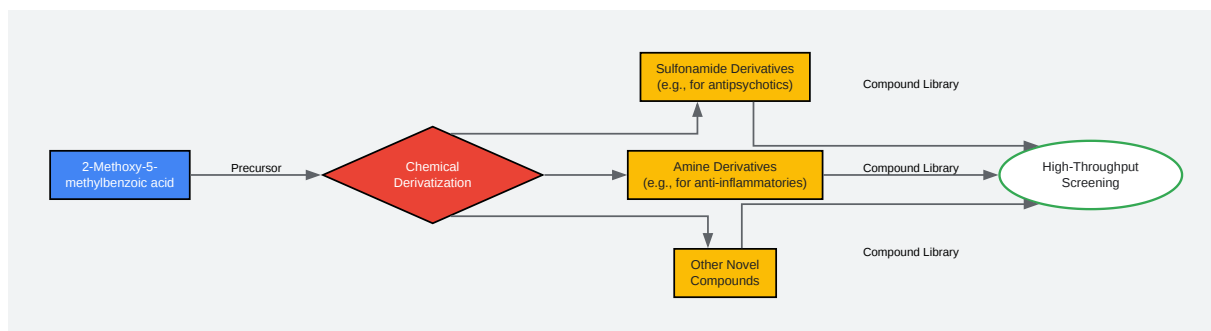 2-Methoxy-5-
methylbenzoic acid
Precursor
Chemical
Derivatization
Sulfonamide Derivatives
(e.g., for antipsychotics)
Compound Library
Amine Derivatives
(e.g., for anti-inflammatories)
Compound Library
Other Novel
Compounds
Compound Library
High-Throughput
Screening